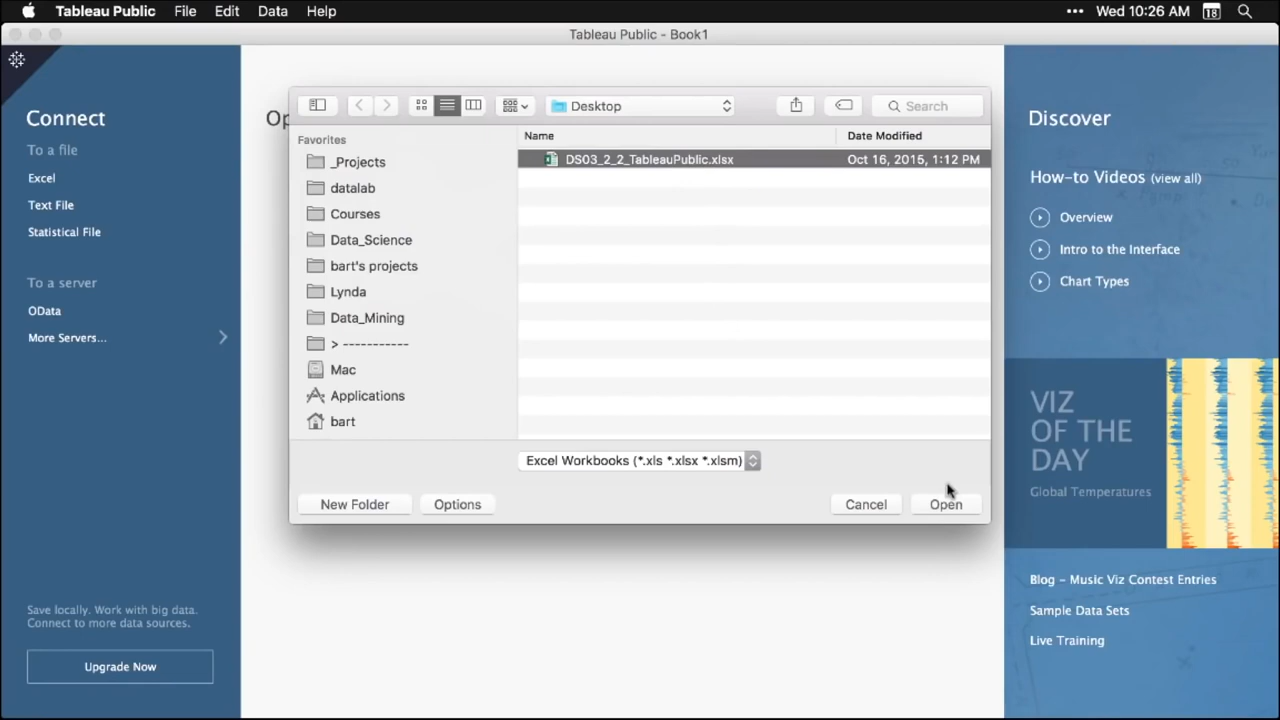 Tableau Public File Edit Data Help ••• Wed 10:26 AM 18
Tableau Public - Book1
Connect
To a file
Excel
Text File
Statistical File
To a server
OData
More Servers...
Save locally. Work with big data.
Connect to more data sources.
Upgrade Now
Op
Desktop
Search
Favorites
_Projects
datalab
Courses
Data_Science
bart's projects
Lynda
Data_Mining
> -----------
Mac
Applications
bart
Name Date Modified
DS03_2_2_TableauPublic.xlsx Oct 16, 2015, 1:12 PM
Excel Workbooks (*.xls *.xlsx *.xlsm)
New Folder Options Cancel Open
Discover
How-to Videos (view all)
Overview
Intro to the Interface
Chart Types
VIZ
OF THE
DAY
Global Temperatures
Blog – Music Viz Contest Entries
Sample Data Sets
Live Training